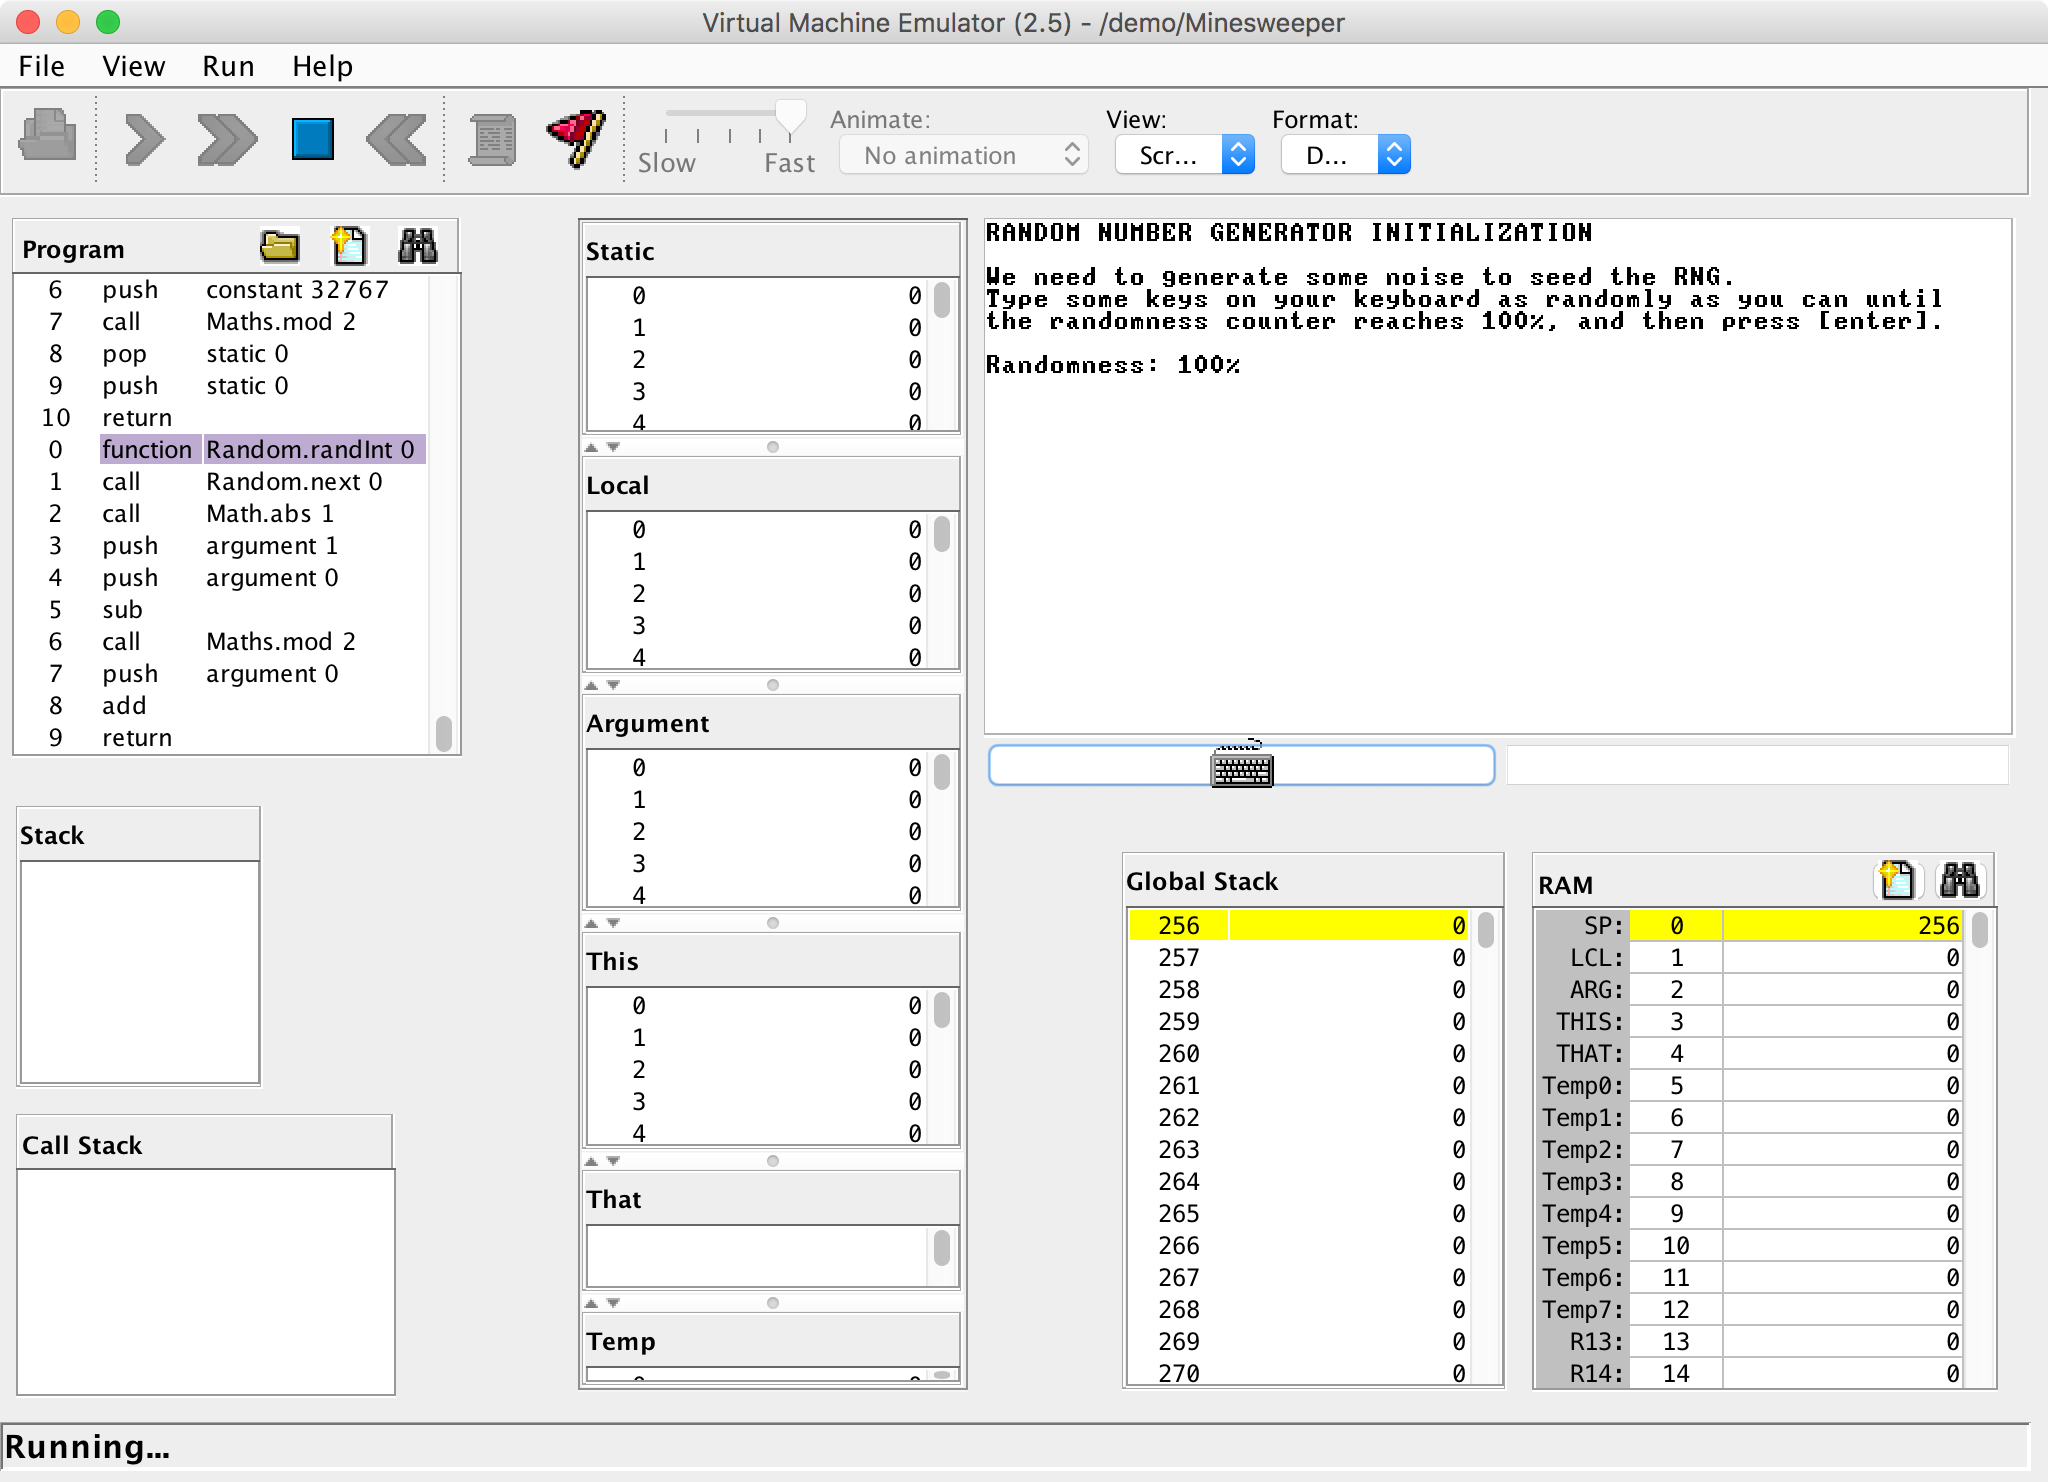 Virtual Machine Emulator (2.5) - /demo/Minesweeper
File View Run Help
Slow Fast
Animate:
No animation
View:
Scr...
Format:
D...
Program
6 push constant 32767
7 call Maths.mod 2
8 pop static 0
9 push static 0
10 return
0 function Random.randInt 0
1 call Random.next 0
2 call Math.abs 1
3 push argument 1
4 push argument 0
5 sub
6 call Maths.mod 2
7 push argument 0
8 add
9 return
Stack
Call Stack
Static
0 0
1 0
2 0
3 0
4 0
Local
0 0
1 0
2 0
3 0
4 0
Argument
0 0
1 0
2 0
3 0
4 0
This
0 0
1 0
2 0
3 0
4 0
That
Temp
RANDOM NUMBER GENERATOR INITIALIZATION
We need to generate some noise to seed the RNG.
Type some keys on your keyboard as randomly as you can until
the randomness counter reaches 100%, and then press [enter].
Randomness: 100%
Global Stack
256 0
257 0
258 0
259 0
260 0
261 0
262 0
263 0
264 0
265 0
266 0
267 0
268 0
269 0
270 0
RAM
SP: 0 256
LCL: 1 0
ARG: 2 0
THIS: 3 0
THAT: 4 0
Temp0: 5 0
Temp1: 6 0
Temp2: 7 0
Temp3: 8 0
Temp4: 9 0
Temp5: 10 0
Temp6: 11 0
Temp7: 12 0
R13: 13 0
R14: 14 0
Running...